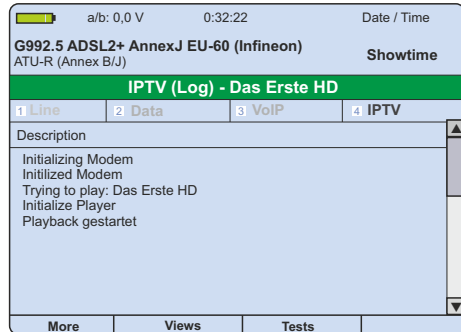 a/b: 0,0 V 0:32:22 Date / Time
G992.5 ADSL2+ AnnexJ EU-60 (Infineon)
ATU-R (Annex B/J)
Showtime
IPTV (Log) - Das Erste HD
1 Line 2 Data 3 VoIP 4 IPTV
Description
Initializing Modem
Initilized Modem
Trying to play: Das Erste HD
Initialize Player
Playback gestartet
More Views Tests